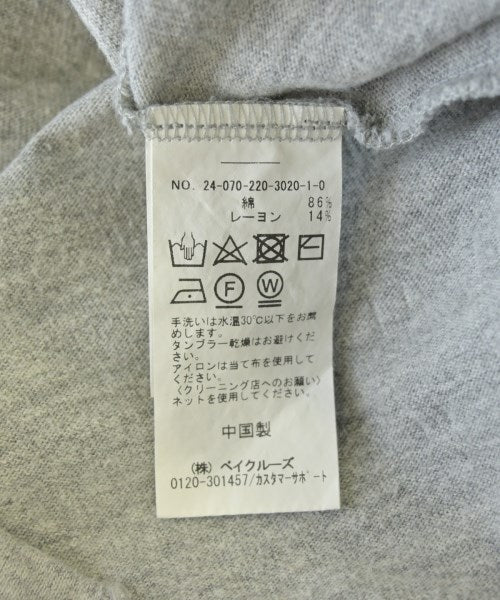 NO. 24-070-220-3020-1-0
綿 86%
レーヨン 14%
F W
手洗いは水温30℃以下をお薦
めします。
タンブラー乾燥はお避けくだ
さい。
アイロンは当て布を使用して
ください。
〈クリーニング店へのお願い〉
ネットを使用してください。
中国製
(株) ベイクルーズ
0120-301457/カスタマーサポート